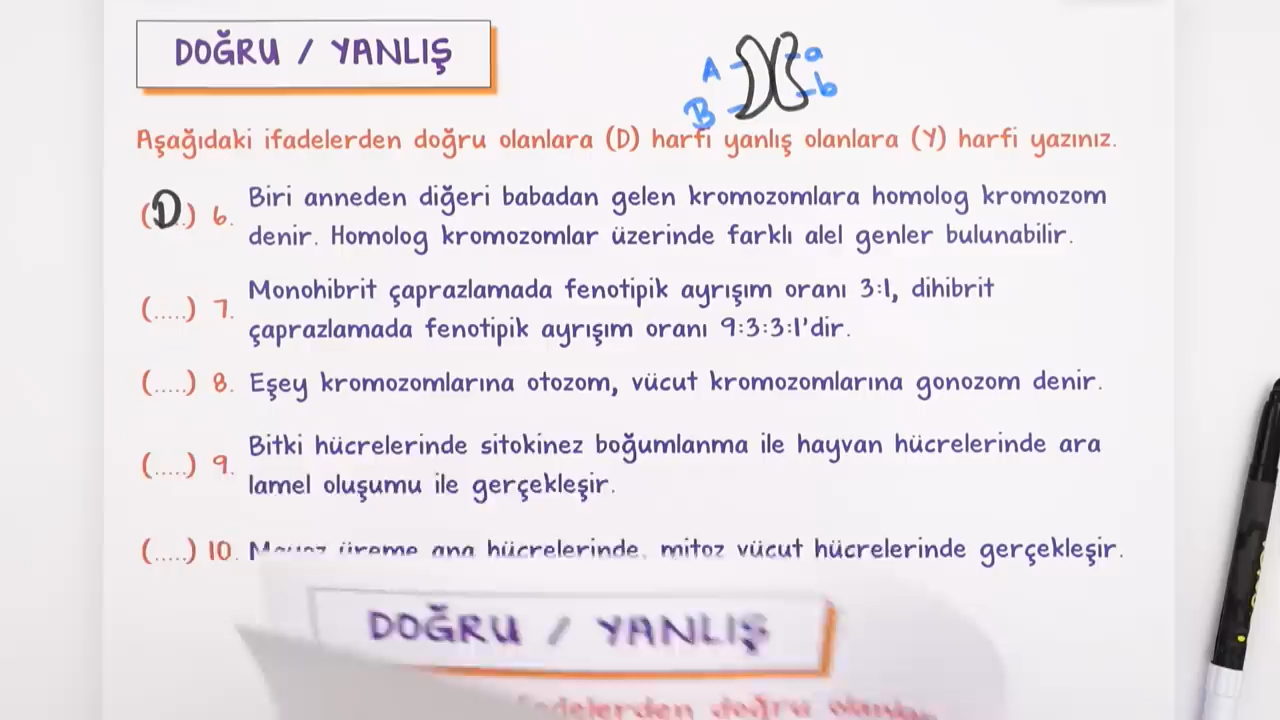 DOĞRU / YANLIŞ
A a
B b
Aşağıdaki ifadelerden doğru olanlara (D) harfi yanlış olanlara (Y) harfi yazınız.
(D..) 6. Biri anneden diğeri babadan gelen kromozomlara homolog kromozom
denir. Homolog kromozomlar üzerinde farklı alel genler bulunabilir.
(.....) 7. Monohibrit çaprazlamada fenotipik ayrışım oranı 3:1, dihibrit
çaprazlamada fenotipik ayrışım oranı 9:3:3:1'dir.
(.....) 8. Eşey kromozomlarına otozom, vücut kromozomlarına gonozom denir.
(.....) 9. Bitki hücrelerinde sitokinez boğumlanma ile hayvan hücrelerinde ara
lamel oluşumu ile gerçekleşir.
(.....) 10. Mayoz üreme ana hücrelerinde, mitoz vücut hücrelerinde gerçekleşir.
DOĞRU / YANLIŞ
ifadelerden doğru